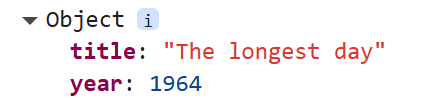 ▼ Object i
title: "The longest day"
year: 1964